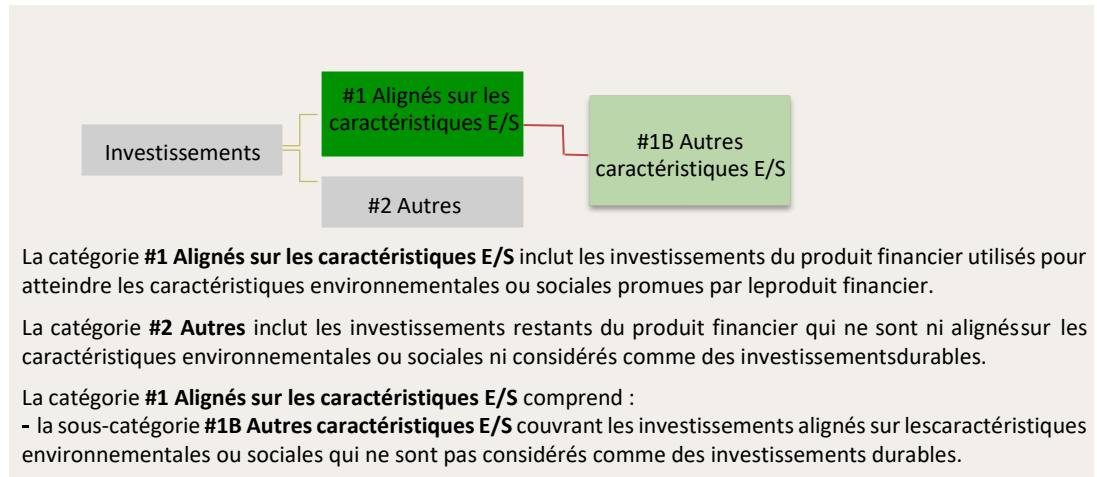 #1 Alignés sur les
caractéristiques E/S
Investissements
#1B Autres
caractéristiques E/S
#2 Autres
La catégorie #1 Alignés sur les caractéristiques E/S inclut les investissements du produit financier utilisés pour
atteindre les caractéristiques environnementales ou sociales promues par leproduit financier.
La catégorie #2 Autres inclut les investissements restants du produit financier qui ne sont ni alignéssur les
caractéristiques environnementales ou sociales ni considérés comme des investissementsdurables.
La catégorie #1 Alignés sur les caractéristiques E/S comprend :
- la sous-catégorie #1B Autres caractéristiques E/S couvrant les investissements alignés sur lescaractéristiques
environnementales ou sociales qui ne sont pas considérés comme des investissements durables.